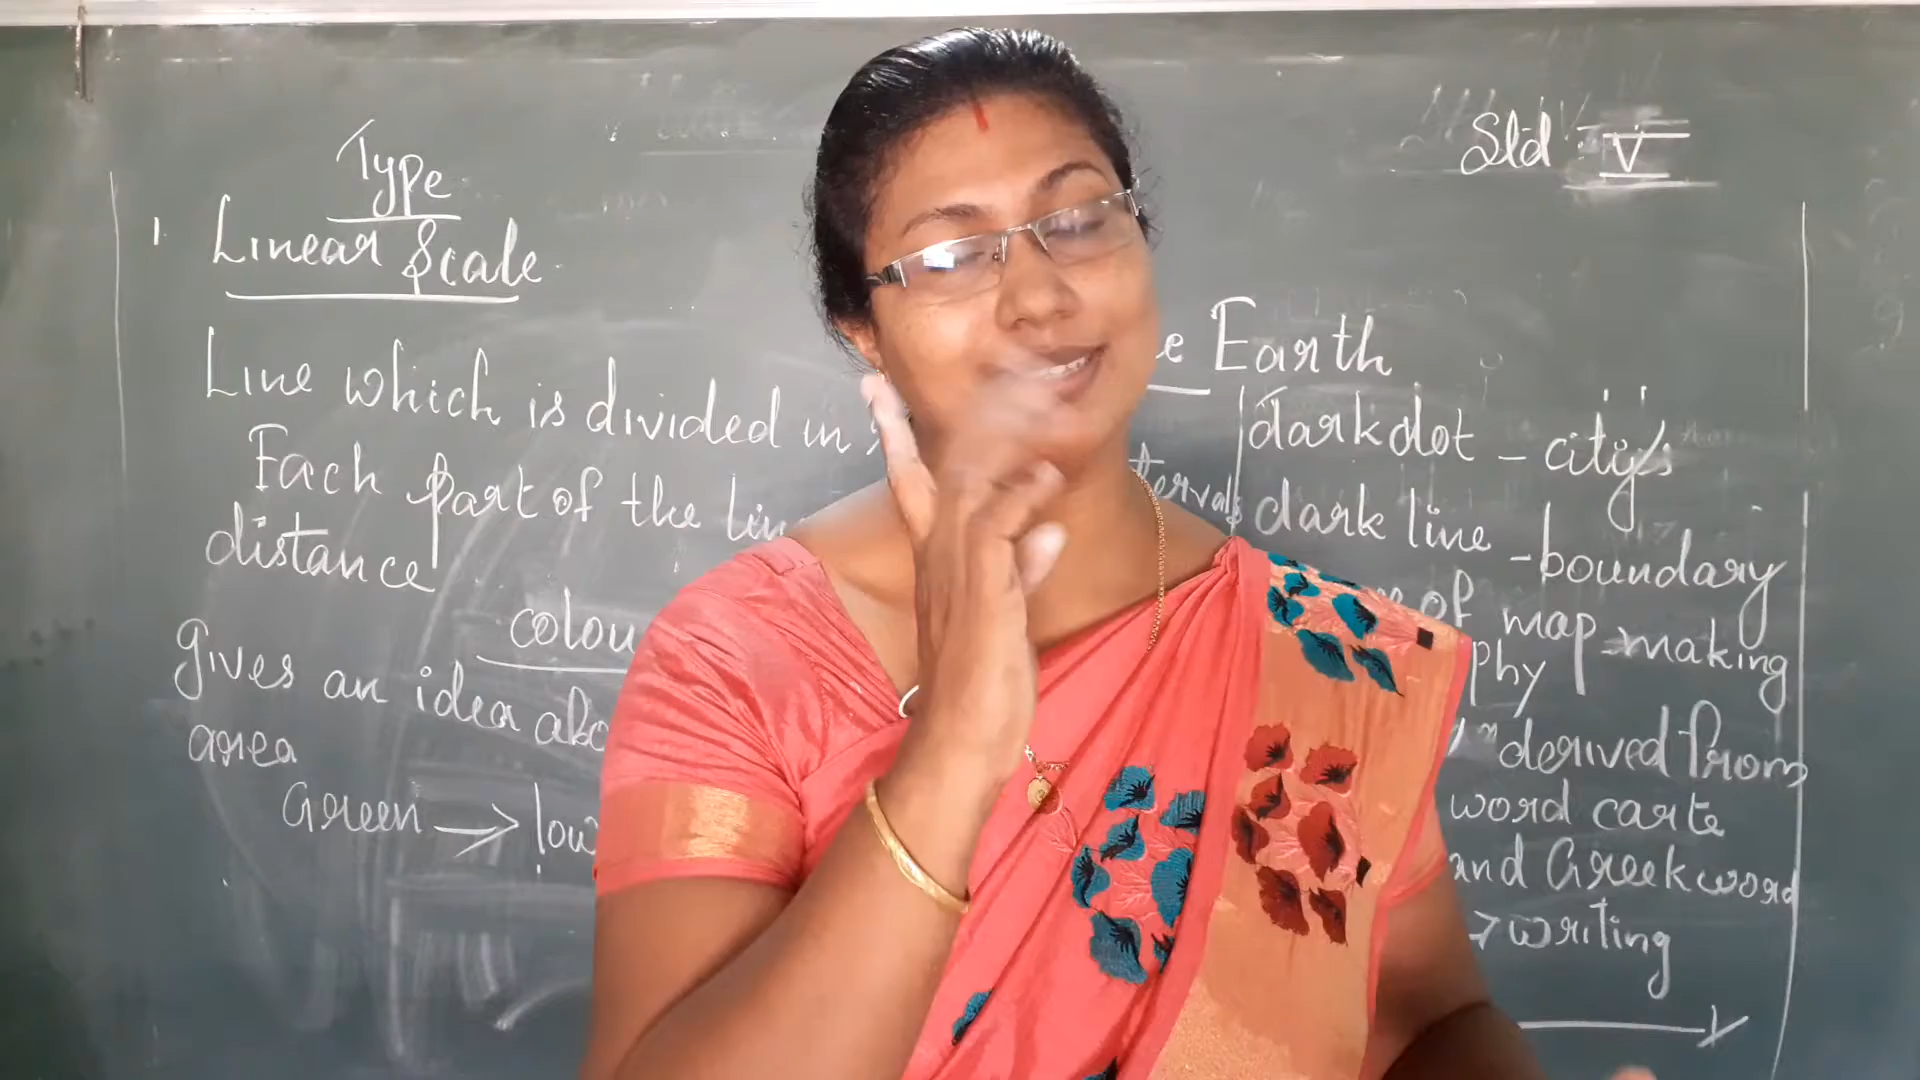 Type
Std - V
1. Linear Scale
Earth
Line which is divided in
dark dot - city's
Each part of the
dark line - boundary
distance
of map making
colou
phy
gives an idea abo
derived from
area
word carte
Green → low
and Greek word
→ writing